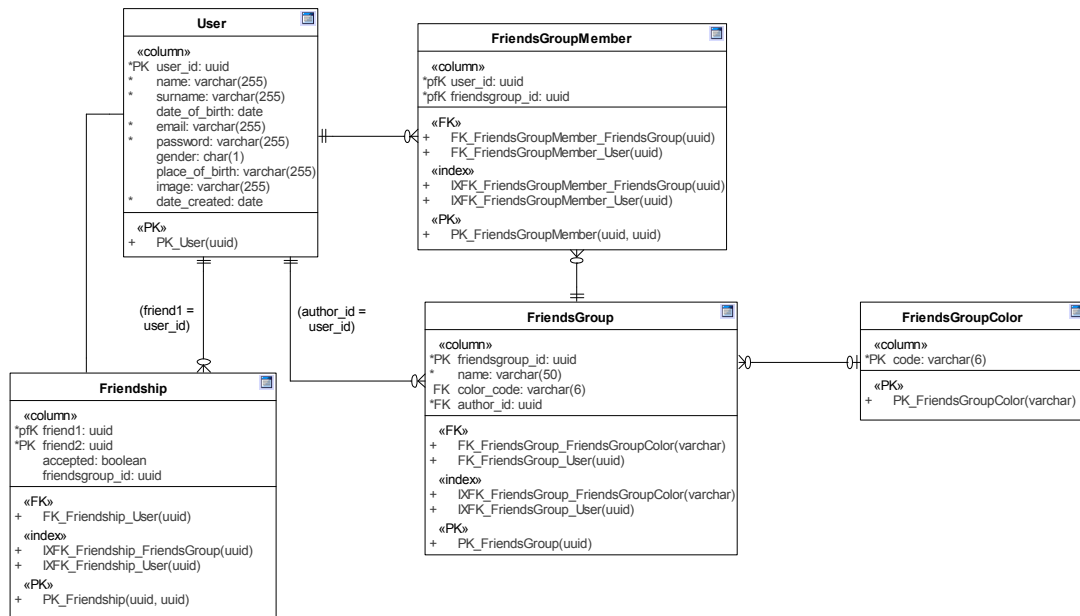 User
«column»
*PK user_id: uuid
* name: varchar(255)
* surname: varchar(255)
date_of_birth: date
* email: varchar(255)
* password: varchar(255)
gender: char(1)
place_of_birth: varchar(255)
image: varchar(255)
* date_created: date
«PK»
+ PK_User(uuid)
FriendsGroupMember
«column»
*pfK user_id: uuid
*pfK friendsgroup_id: uuid
«FK»
+ FK_FriendsGroupMember_FriendsGroup(uuid)
+ FK_FriendsGroupMember_User(uuid)
«index»
+ IXFK_FriendsGroupMember_FriendsGroup(uuid)
+ IXFK_FriendsGroupMember_User(uuid)
«PK»
+ PK_FriendsGroupMember(uuid, uuid)
(friend1 =
user_id)
(author_id =
user_id)
FriendsGroup
«column»
*PK friendsgroup_id: uuid
* name: varchar(50)
FK color_code: varchar(6)
*FK author_id: uuid
«FK»
+ FK_FriendsGroup_FriendsGroupColor(varchar)
+ FK_FriendsGroup_User(uuid)
«index»
+ IXFK_FriendsGroup_FriendsGroupColor(varchar)
+ IXFK_FriendsGroup_User(uuid)
«PK»
+ PK_FriendsGroup(uuid)
FriendsGroupColor
«column»
*PK code: varchar(6)
«PK»
+ PK_FriendsGroupColor(varchar)
Friendship
«column»
*pfK friend1: uuid
*PK friend2: uuid
accepted: boolean
friendsgroup_id: uuid
«FK»
+ FK_Friendship_User(uuid)
«index»
+ IXFK_Friendship_FriendsGroup(uuid)
+ IXFK_Friendship_User(uuid)
«PK»
+ PK_Friendship(uuid, uuid)